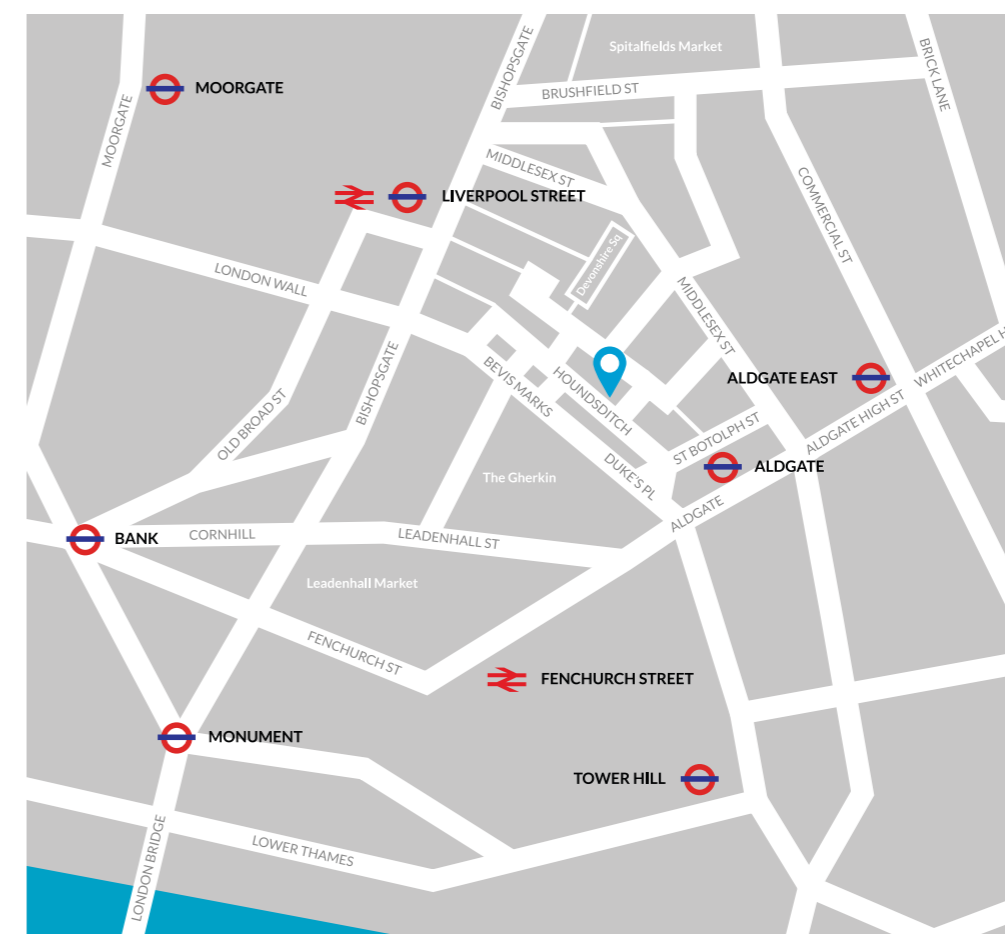 Spitalfields Market
BISHOPSGATE
BRICK LANE
MOORGATE
BRUSHFIELD ST
MOORGATE
MIDDLESEX ST
COMMERCIAL ST
LIVERPOOL STREET
Devonshire Sq
LONDON WALL
MIDDLESEX ST
BISHOPSGATE
WHITECHAPEL H
ALDGATE EAST
BEVIS MARKS
HOUNDSDITCH
OLD BROAD ST
ALDGATE HIGH ST
ST BOTOLPH ST
DUKE'S PL
ALDGATE
The Gherkin
ALDGATE
BANK
CORNHILL
LEADENHALL ST
Leadenhall Market
FENCHURCH ST
FENCHURCH STREET
MONUMENT
TOWER HILL
LOWER THAMES
LONDON BRIDGE